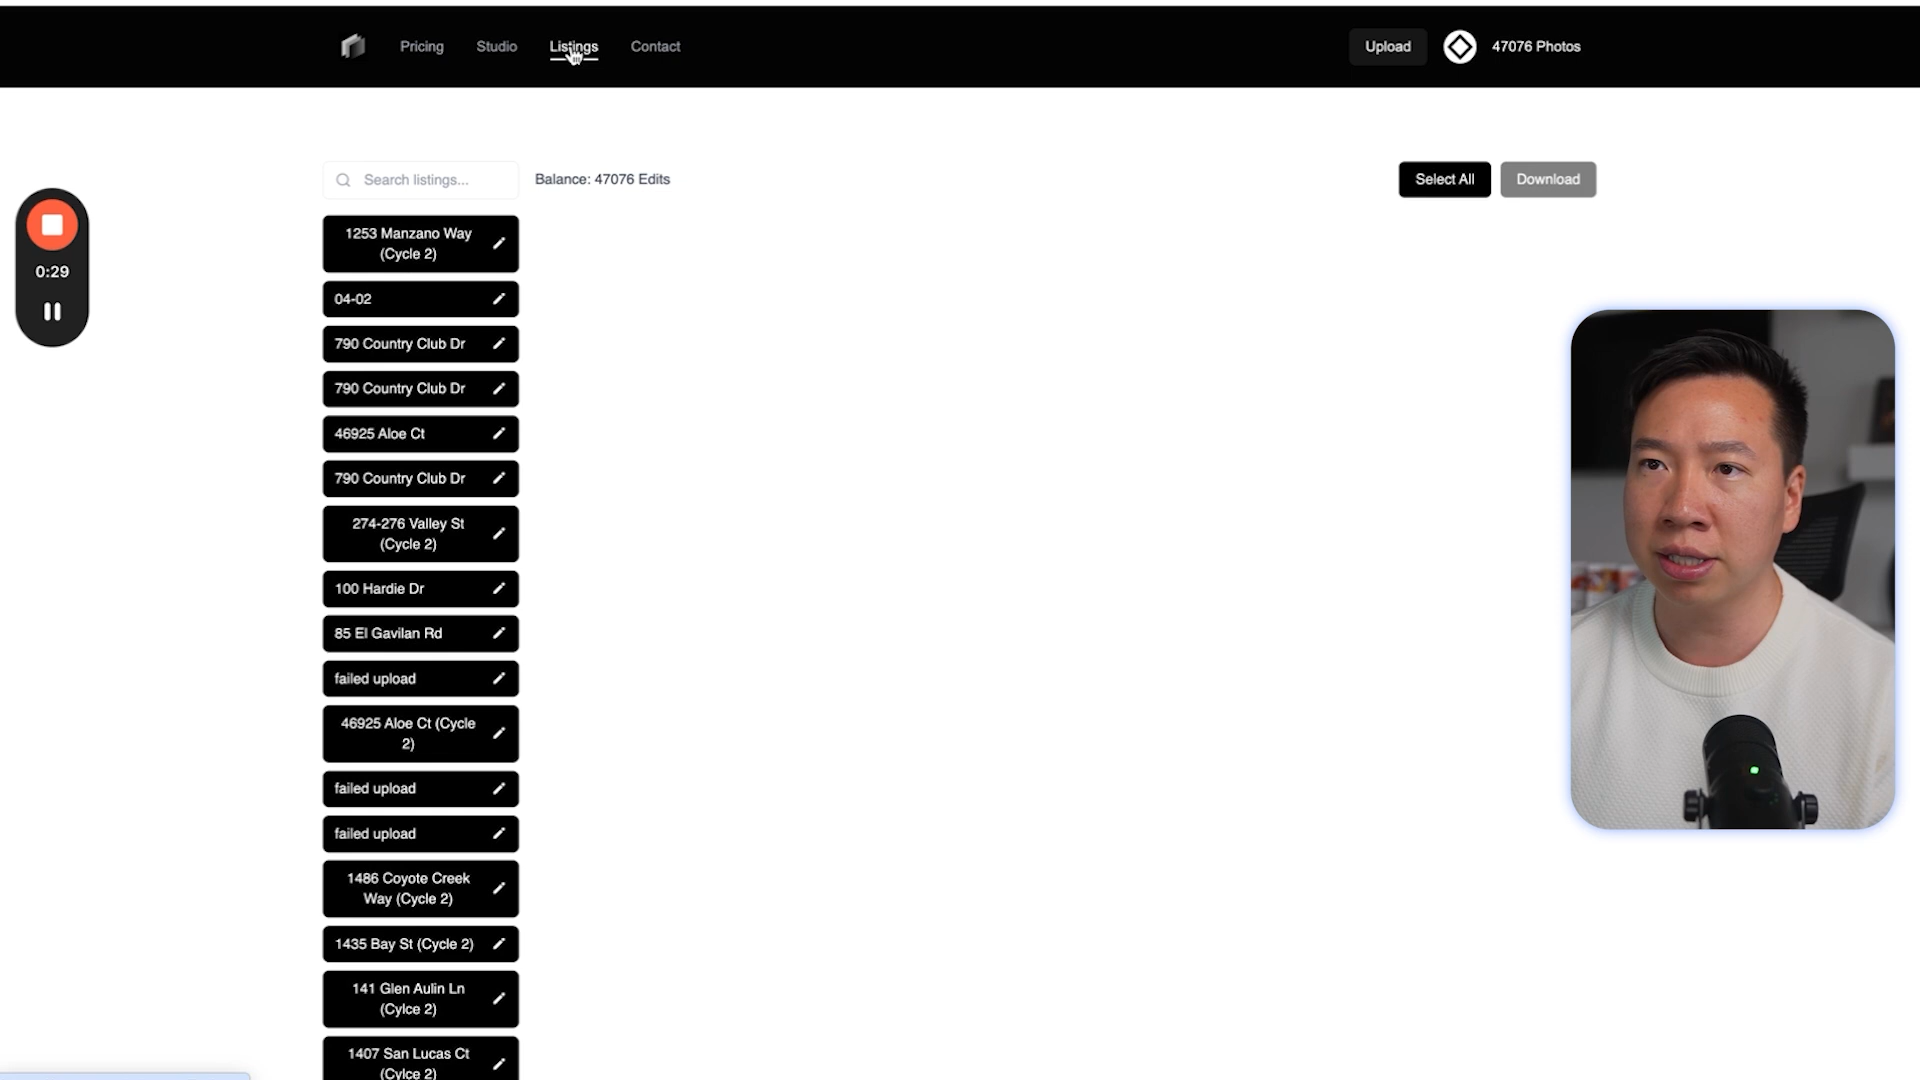 Pricing
Studio
Listings
Contact
Upload
47076 Photos
Search listings...
Balance: 47076 Edits
Select All
Download
0:29
1253 Manzano Way
(Cycle 2)
04-02
790 Country Club Dr
790 Country Club Dr
46925 Aloe Ct
790 Country Club Dr
274-276 Valley St
(Cycle 2)
100 Hardie Dr
85 El Gavilan Rd
failed upload
46925 Aloe Ct (Cycle
2)
failed upload
failed upload
1486 Coyote Creek
Way (Cycle 2)
1435 Bay St (Cycle 2)
141 Glen Aulin Ln
(Cylce 2)
1407 San Lucas Ct
(Cylce 2)